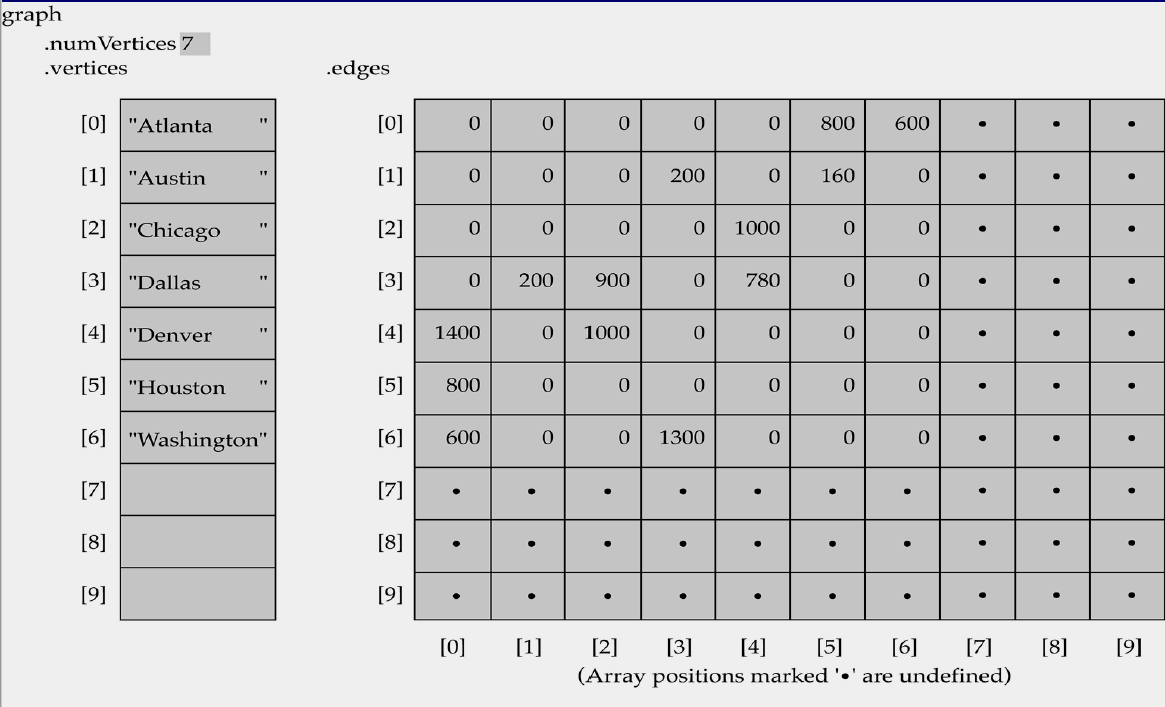 graph
.numVertices 7
.vertices .edges
[0] "Atlanta " [0] 0 0 0 0 0 800 600 • • •
[1] "Austin " [1] 0 0 0 200 0 160 0 • • •
[2] "Chicago " [2] 0 0 0 0 1000 0 0 • • •
[3] "Dallas " [3] 0 200 900 0 780 0 0 • • •
[4] "Denver " [4] 1400 0 1000 0 0 0 0 • • •
[5] "Houston " [5] 800 0 0 0 0 0 0 • • •
[6] "Washington" [6] 600 0 0 1300 0 0 0 • • •
[7] [7] • • • • • • • • • •
[8] [8] • • • • • • • • • •
[9] [9] • • • • • • • • • •
[0] [1] [2] [3] [4] [5] [6] [7] [8] [9]
(Array positions marked '•' are undefined)